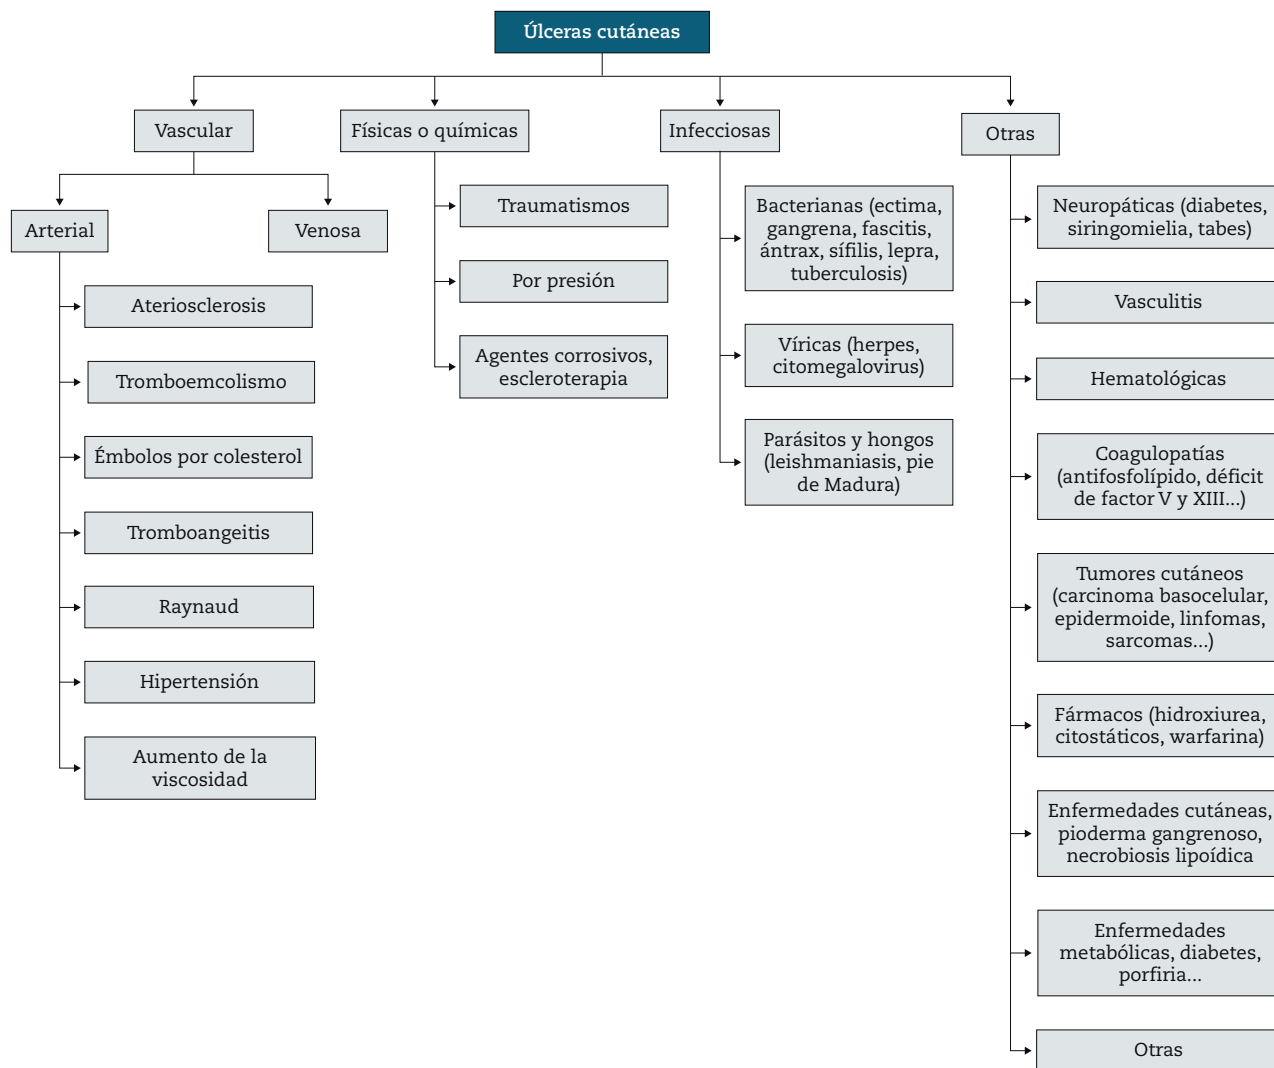 Úlceras cutáneas
Vascular
Físicas o químicas
Infecciosas
Otras
Arterial
Venosa
Ateriosclerosis
Tromboemcolismo
Émbolos por colesterol
Tromboangeitis
Raynaud
Hipertensión
Aumento de la
viscosidad
Traumatismos
Por presión
Agentes corrosivos,
escleroterapia
Bacterianas (ectima,
gangrena, fascitis,
ántrax, sífilis, lepra,
tuberculosis)
Víricas (herpes,
citomegalovirus)
Parásitos y hongos
(leishmaniasis, pie
de Madura)
Neuropáticas (diabetes,
siringomielia, tabes)
Vasculitis
Hematológicas
Coagulopatías
(antifosfolípido, déficit
de factor V y XIII...)
Tumores cutáneos
(carcinoma basocelular,
epidermoide, linfomas,
sarcomas...)
Fármacos (hidroxiurea,
citostáticos, warfarina)
Enfermedades cutáneas,
pioderma gangrenoso,
necrobiosis lipoídica
Enfermedades
metabólicas, diabetes,
porfiria...
Otras